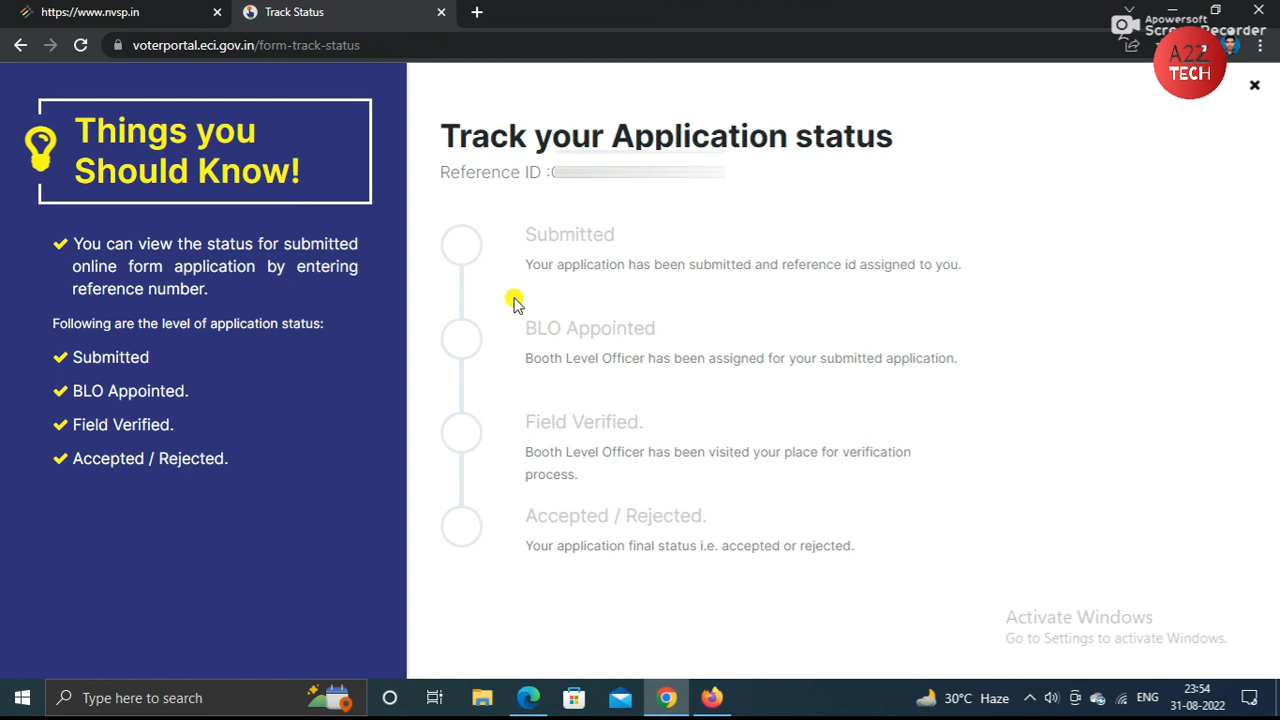 https://www.nvsp.in
Track Status
voterportal.eci.gov.in/form-track-status
Apowersoft
Screen Recorder
A2Z
TECH
Things you
Should Know!
You can view the status for submitted
online form application by entering
reference number.
Following are the level of application status:
Submitted
BLO Appointed.
Field Verified.
Accepted / Rejected.
Track your Application status
Reference ID :
Submitted
Your application has been submitted and reference id assigned to you.
BLO Appointed
Booth Level Officer has been assigned for your submitted application.
Field Verified.
Booth Level Officer has been visited your place for verification
process.
Accepted / Rejected.
Your application final status i.e. accepted or rejected.
Activate Windows
Go to Settings to activate Windows.
Type here to search
30°C Haze
ENG
23:54
31-08-2022